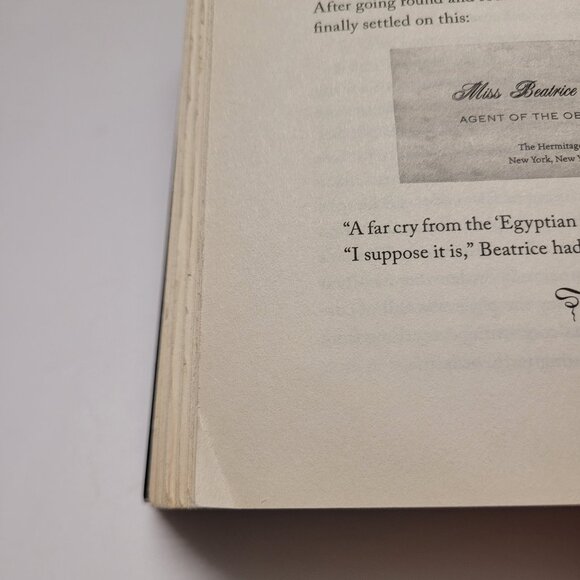 After going round and
finally settled on this:
Miss Beatrice
AGENT OF THE
The Hermitage
New York, New
“A far cry from the ‘Egyptian
“I suppose it is,” Beatrice had